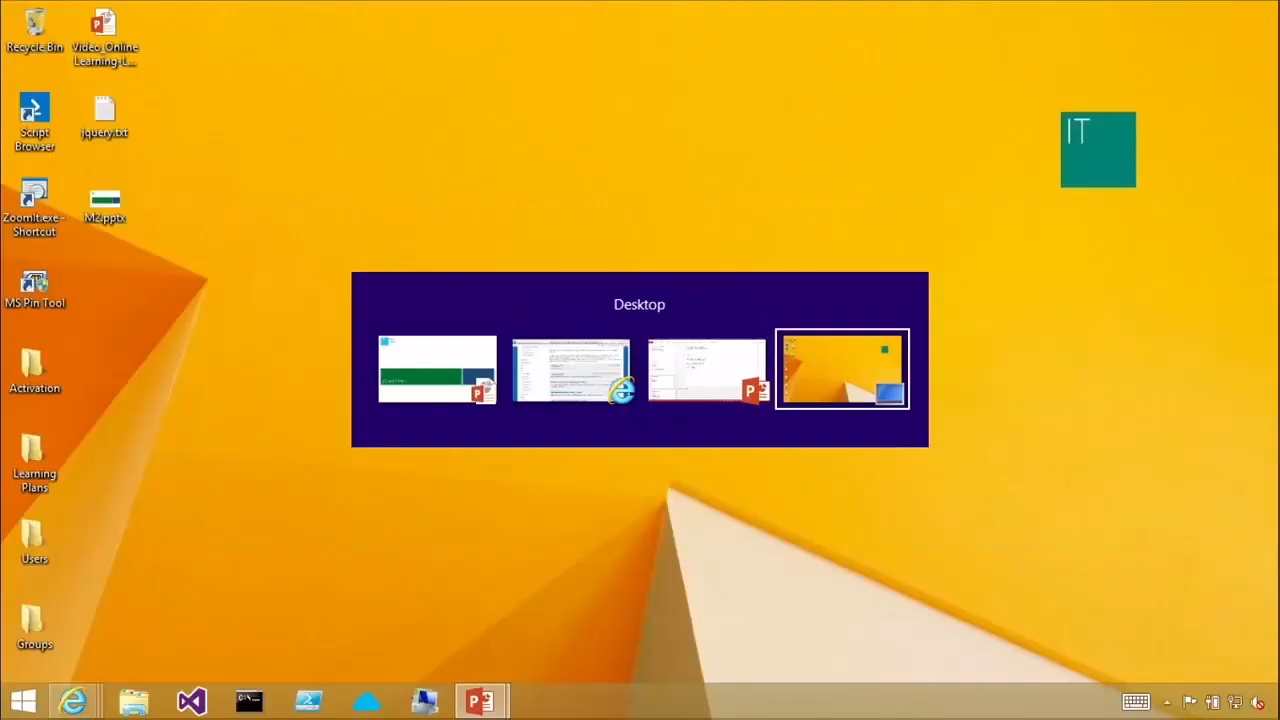 Recycle Bin
Video_Online
Learning-L...
Script
Browser
jquery.txt
ZoomIt.exe -
Shortcut
M2.pptx
MS Pin Tool
Activation
Learning
Plans
Users
Groups
IT
Desktop